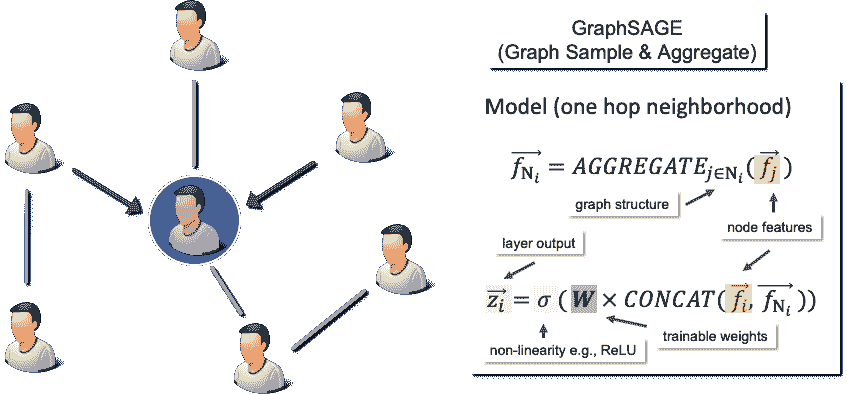 GraphSAGE
(Graph Sample & Aggregate)
Model (one hop neighborhood)
$\overrightarrow{f_{N_i}} = AGGREGATE_{j \in N_i}(\overrightarrow{f_j})$
graph structure
node features
layer output
$\overrightarrow{z_i} = \sigma(W \times CONCAT(\overrightarrow{f_i}, \overrightarrow{f_{N_i}}))$
trainable weights
non-linearity e.g., ReLU